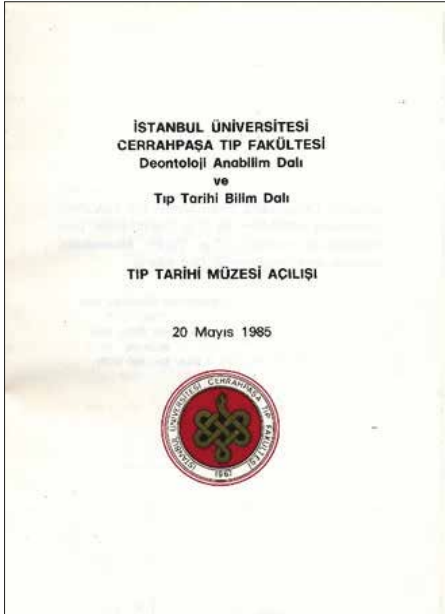 İSTANBUL ÜNİVERSİTESİ
CERRAHPAŞA TIP FAKÜLTESİ
Deontoloji Anabilim Dalı
ve
Tıp Tarihi Bilim Dalı
TIP TARİHİ MÜZESİ AÇILIŞI
20 Mayıs 1985
İSTANBUL ÜNİVERSİTESİ CERRAHPAŞA TIP FAKÜLTESİ
1967